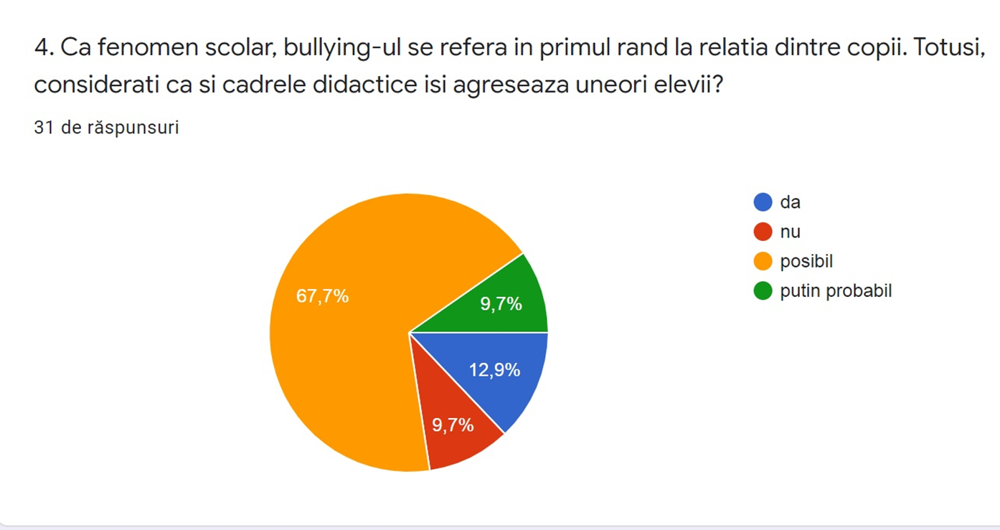 4. Ca fenomen scolar, bullying-ul se refera in primul rand la relatia dintre copii. Totusi,
considerati ca si cadrele didactice isi agreseaza uneori elevii?
31 de răspunsuri
da
nu
posibil
putin probabil
67,7%
9,7%
12,9%
9,7%